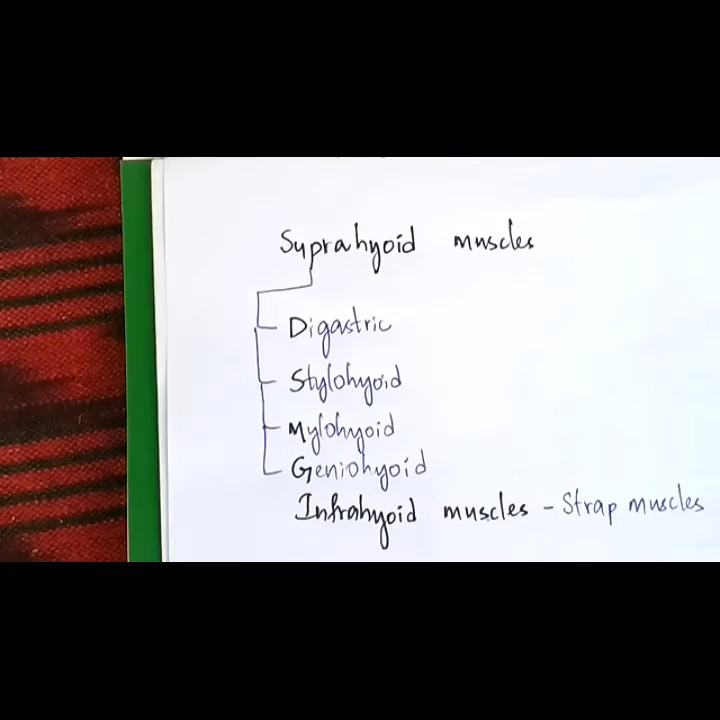 Suprahyoid muscles
Digastric
Stylohyoid
Mylohyoid
Geniohyoid
Infrahyoid muscles - Strap muscles